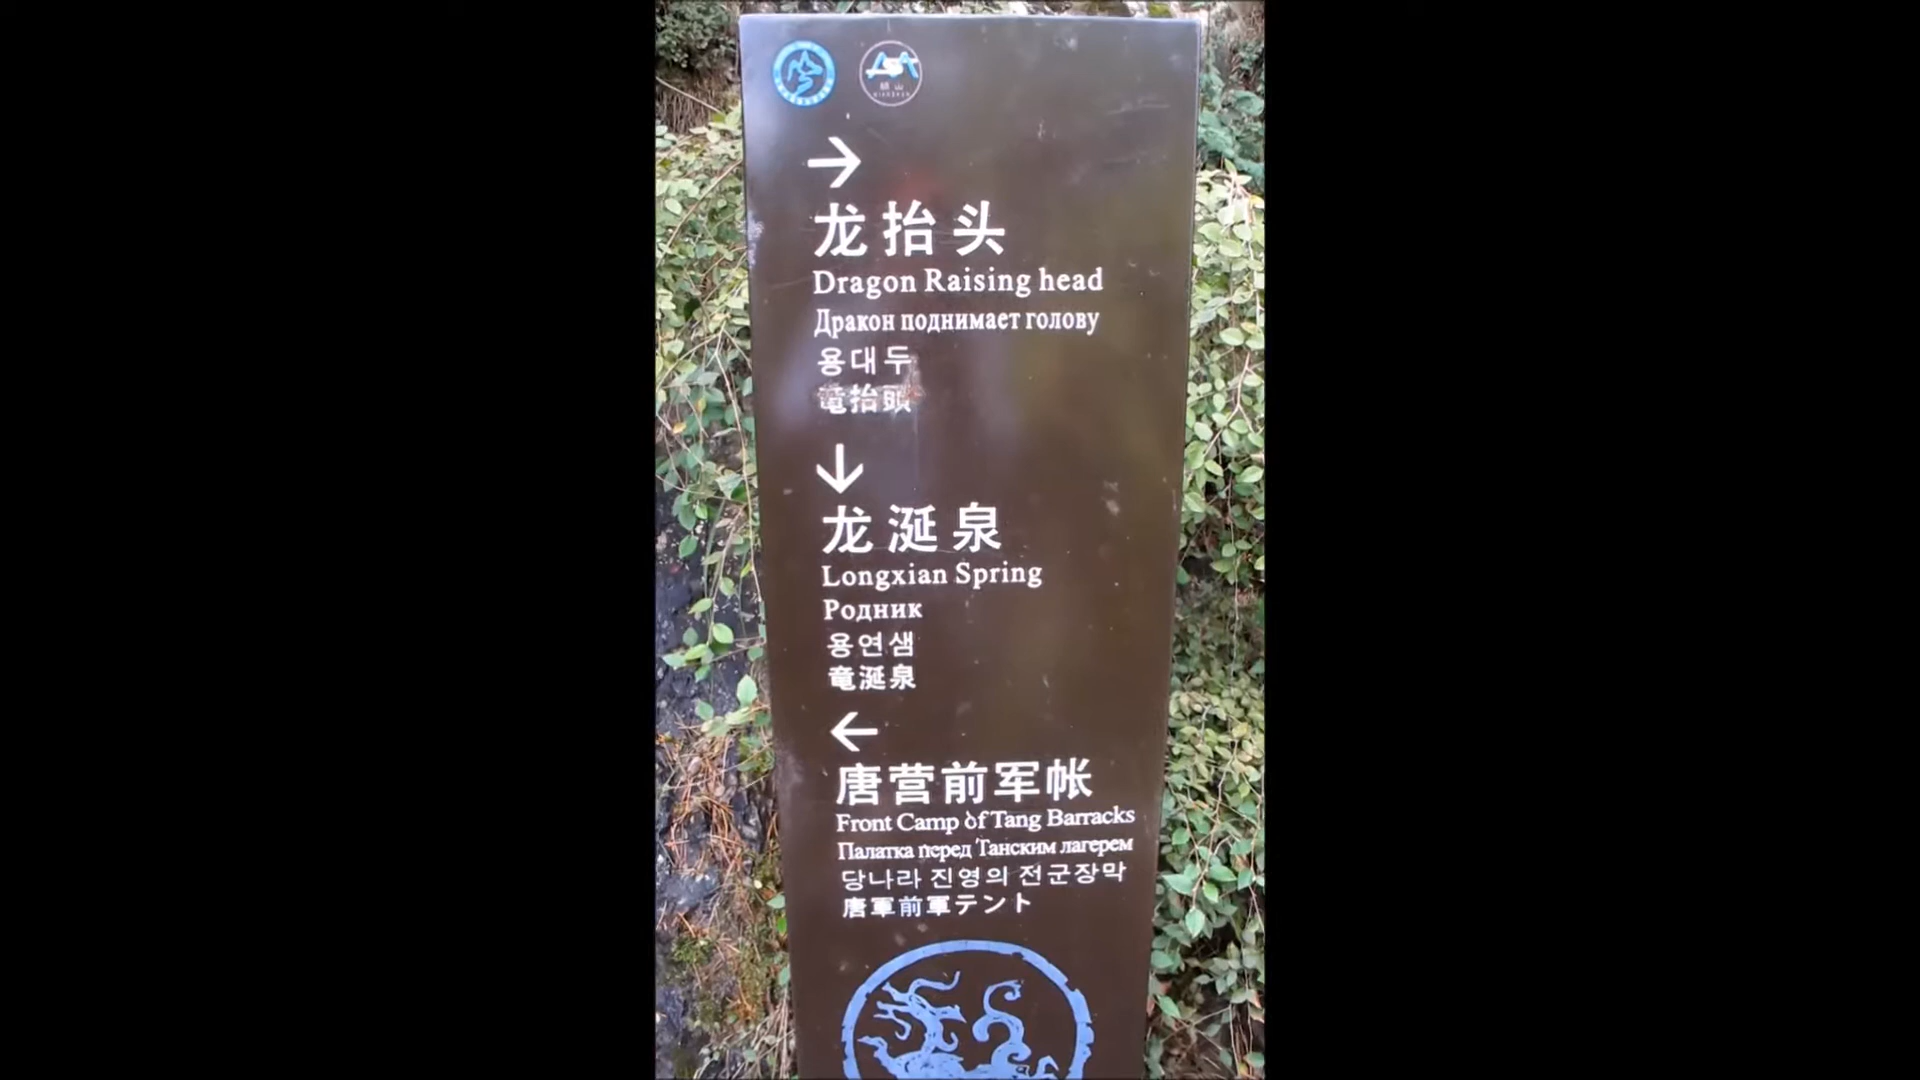 →
龙抬头
Dragon Raising head
Дракон поднимает голову
용대두
竜抬頭
↓
龙涎泉
Longxian Spring
Родник
용연샘
竜涎泉
←
唐营前军帐
Front Camp of Tang Barracks
Палатка перед Танским лагерем
당나라 진영의 전군장막
唐軍前軍テント